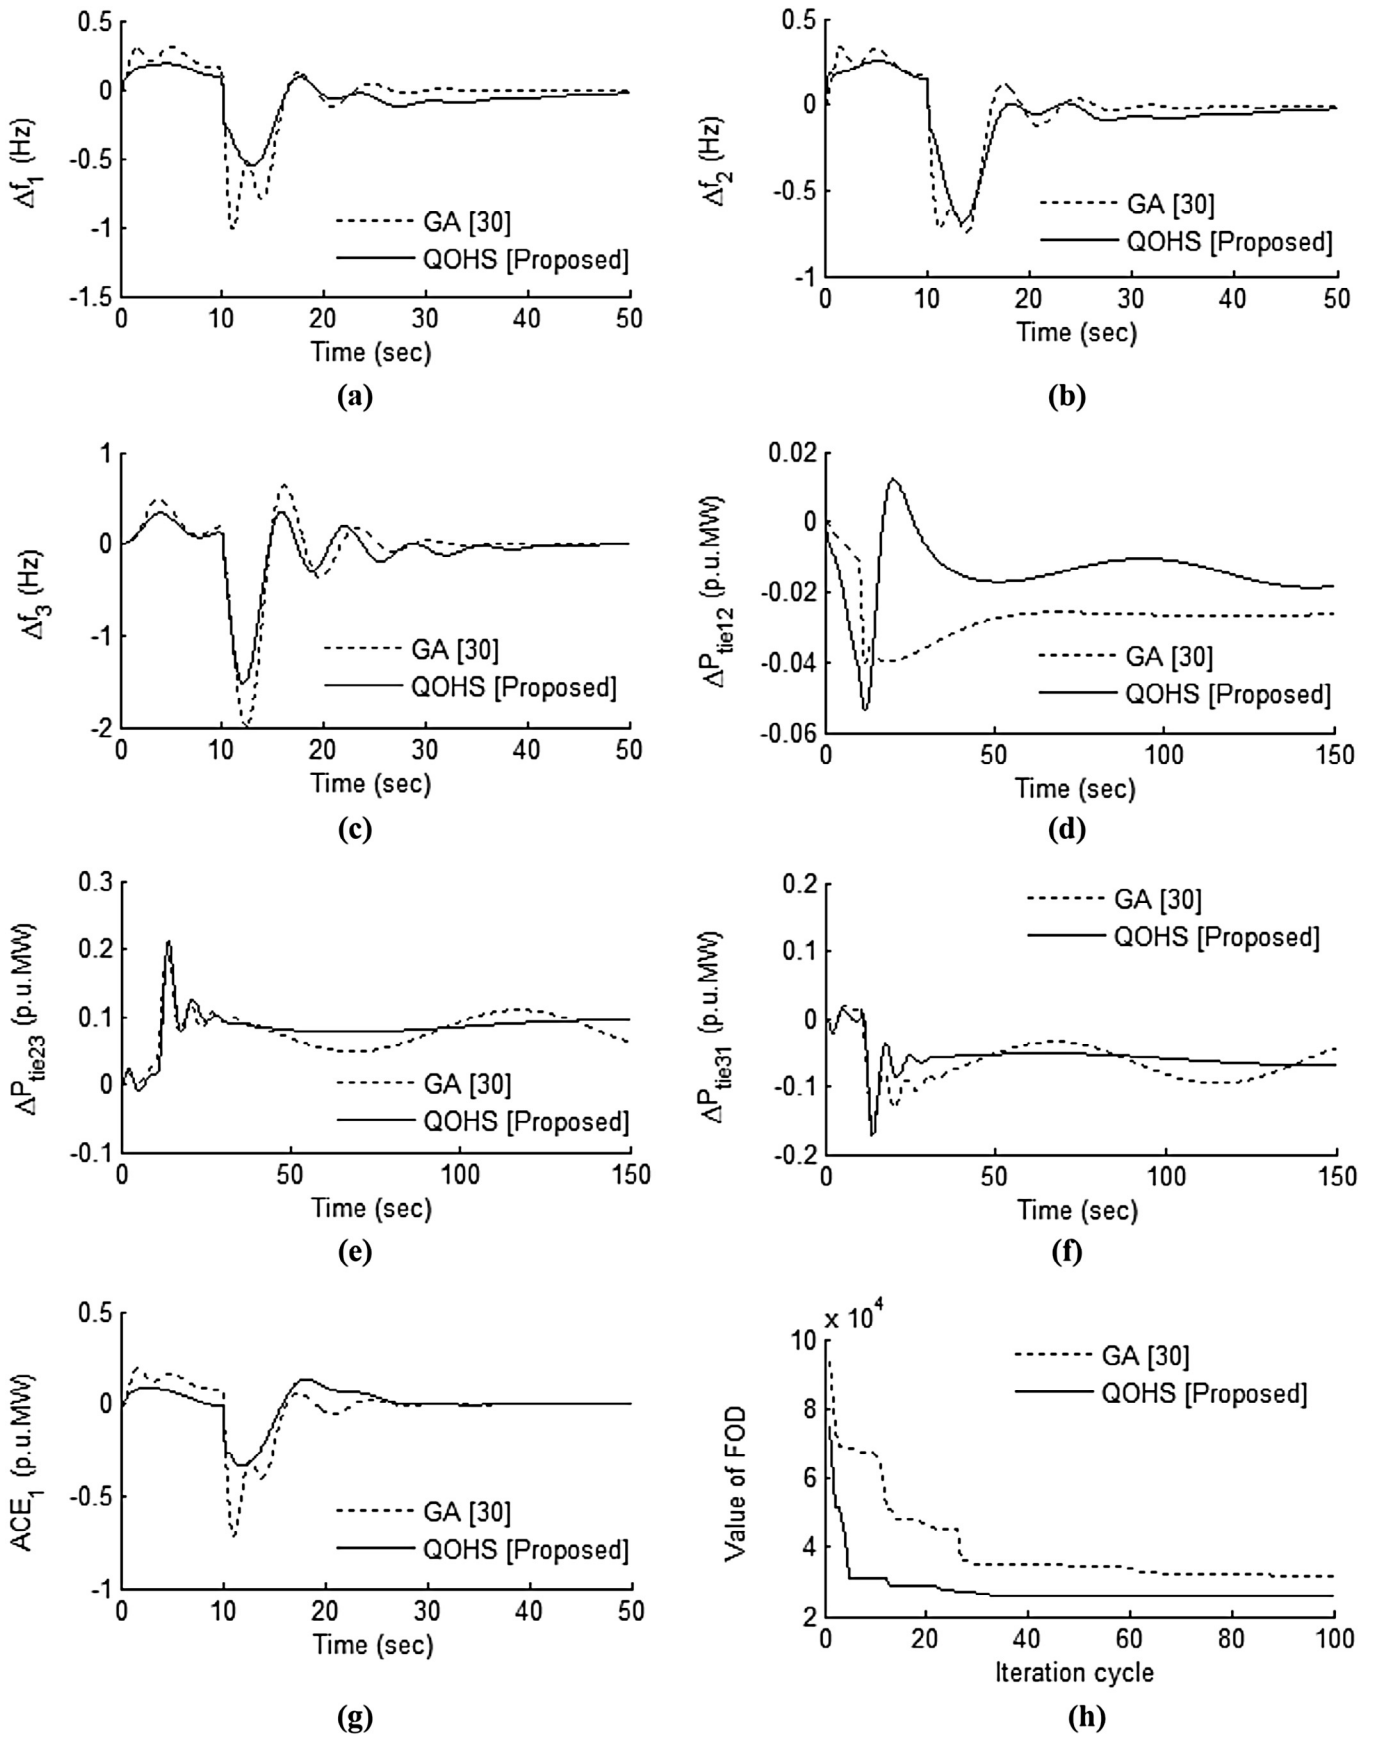 0.5
0
-0.5
-1
-1.5
Δf1 (Hz)
GA [30]
QOHS [Proposed]
0 10 20 30 40 50
Time (sec)
(a)
0.5
0
-0.5
-1
Δf2 (Hz)
GA [30]
QOHS [Proposed]
0 10 20 30 40 50
Time (sec)
(b)
1
0
-1
-2
Δf3 (Hz)
GA [30]
QOHS [Proposed]
0 10 20 30 40 50
Time (sec)
(c)
0.02
0
-0.02
-0.04
-0.06
ΔPtie12 (p.u.MW)
GA [30]
QOHS [Proposed]
0 50 100 150
Time (sec)
(d)
0.3
0.2
0.1
0
-0.1
ΔPtie23 (p.u.MW)
GA [30]
QOHS [Proposed]
0 50 100 150
Time (sec)
(e)
0.2
0.1
0
-0.1
-0.2
ΔPtie31 (p.u.MW)
GA [30]
QOHS [Proposed]
0 50 100 150
Time (sec)
(f)
0.5
0
-0.5
-1
ACE1 (p.u.MW)
GA [30]
QOHS [Proposed]
0 10 20 30 40 50
Time (sec)
(g)
x 10^4
10
8
6
4
2
Value of FOD
GA [30]
QOHS [Proposed]
0 20 40 60 80 100
Iteration cycle
(h)